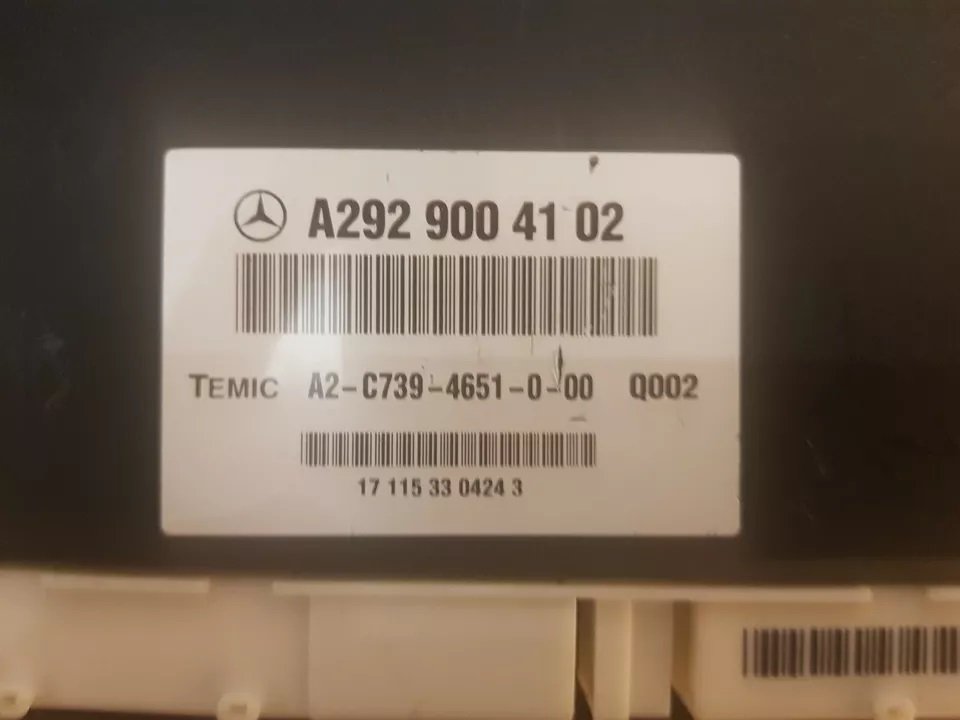 A292 900 41 02
TEMIC A2-C739-4651-0-00 Q002
17 115 33 0424 3